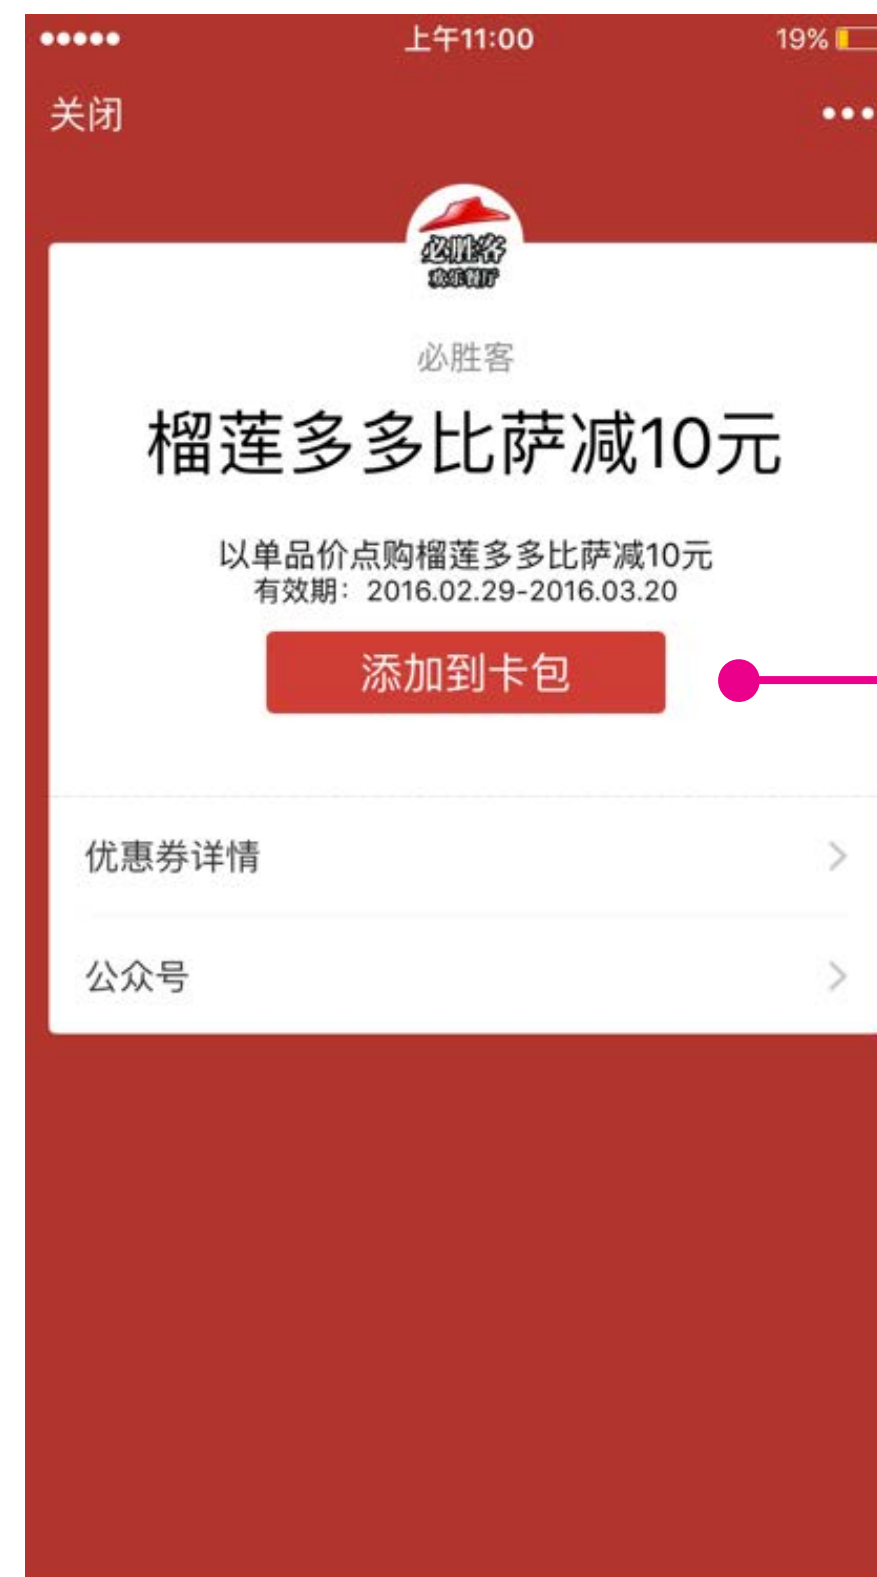 上午11:00
19%
关闭
必胜客
欢乐餐厅
必胜客
榴莲多多比萨减10元
以单品价点购榴莲多多比萨减10元
有效期：2016.02.29-2016.03.20
添加到卡包
优惠券详情
公众号